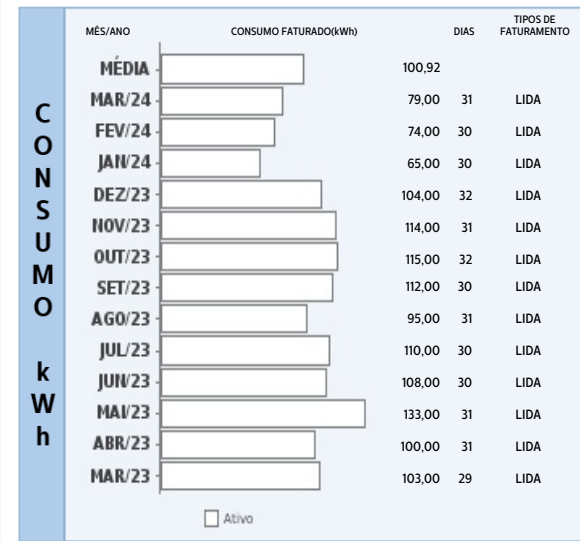 MÊS/ANO CONSUMO FATURADO(kWh) DIAS TIPOS DE FATURAMENTO
CONSUMO kWh
MÉDIA 100,92
MAR/24 79,00 31 LIDA
FEV/24 74,00 30 LIDA
JAN/24 65,00 30 LIDA
DEZ/23 104,00 32 LIDA
NOV/23 114,00 31 LIDA
OUT/23 115,00 32 LIDA
SET/23 112,00 30 LIDA
AGO/23 95,00 31 LIDA
JUL/23 110,00 30 LIDA
JUN/23 108,00 30 LIDA
MAI/23 133,00 31 LIDA
ABR/23 100,00 31 LIDA
MAR/23 103,00 29 LIDA
Ativo